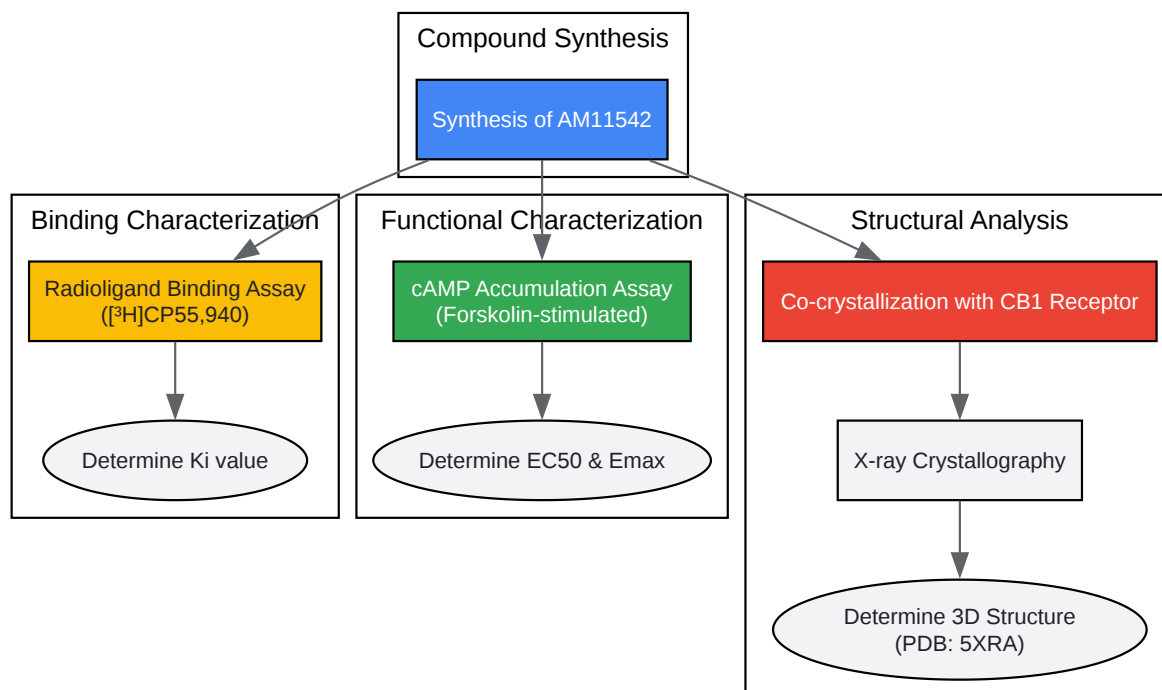 Compound Synthesis
Synthesis of AM11542
Binding Characterization
Radioligand Binding Assay
([³H]CP55,940)
Determine Ki value
Functional Characterization
cAMP Accumulation Assay
(Forskolin-stimulated)
Determine EC50 & Emax
Structural Analysis
Co-crystallization with CB1 Receptor
X-ray Crystallography
Determine 3D Structure
(PDB: 5XRA)